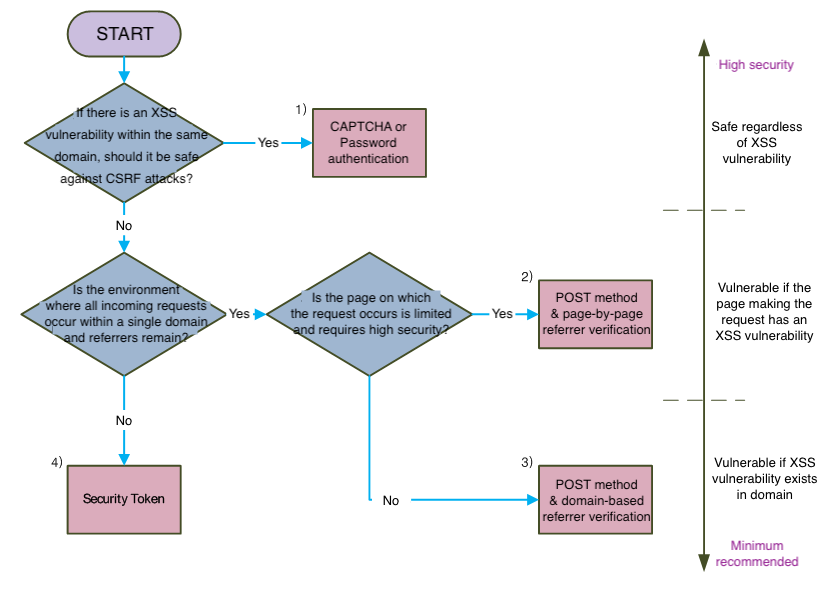 START
If there is an XSS
vulnerability within the same
domain, should it be safe
against CSRF attacks?
Yes
1)
CAPTCHA or
Password
authentication
No
Is the environment
where all incoming requests
occur within a single domain
and referrers remain?
Yes
Is the page on which
the request occurs is limited
and requires high security?
Yes
2)
POST method
& page-by-page
referrer verification
No
4)
Security Token
No
3)
POST method
& domain-based
referrer verification
High security
Safe regardless
of XSS
vulnerability
Vulnerable if the
page making the
request has an
XSS vulnerability
Vulnerable if XSS
vulnerability exists
in domain
Minimum
recommended